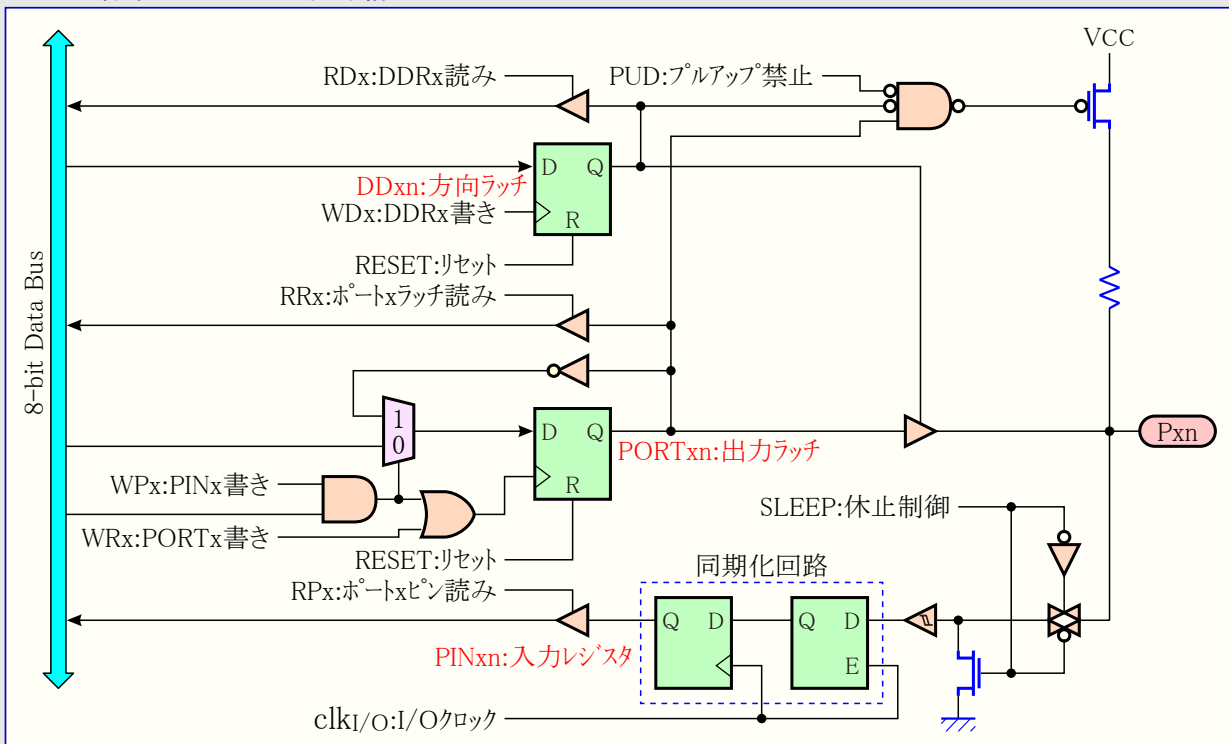 VCC
RDx:DDRx読み
PUD:プルアップ禁止
D Q
DDxn:方向ラッチ
WDx:DDRx書き
R
RESET:リセット
RRx:ポートxラッチ読み
8-bit Data Bus
1
0
D Q
PORTxn:出力ラッチ
Pxn
WPx:PINx書き
R
WRx:PORTx書き
SLEEP:休止制御
RESET:リセット
同期化回路
RPx:ポートxピン読み
Q D
Q D
PINxn:入力レジスタ
E
clkI/O:I/Oクロック